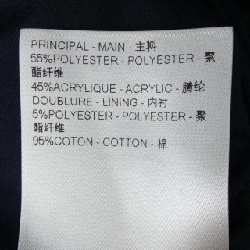 PRINCIPAL - MAIN - 主料
55%POLYESTER - POLYESTER - 聚
酯纤维
45%ACRYLIQUE - ACRYLIC - 腈纶
DOUBLURE - LINING - 内衬
5%POLYESTER - POLYESTER - 聚
酯纤维
95%COTON - COTTON - 棉